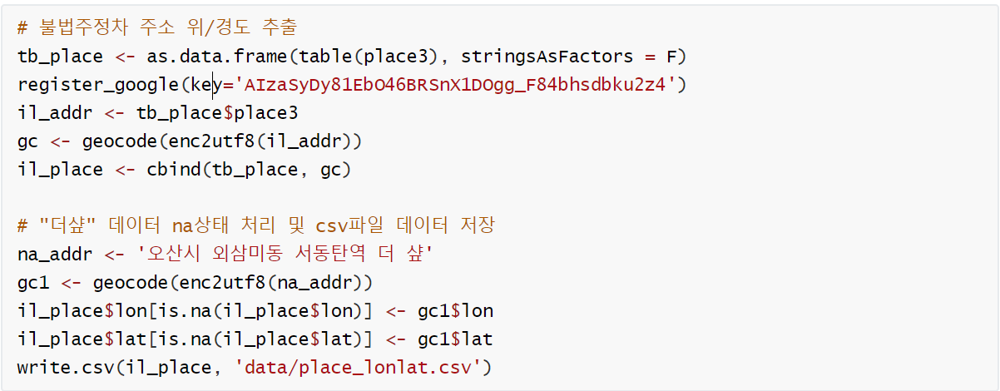 # 불법주정차 주소 위/경도 추출
tb_place <- as.data.frame(table(place3), stringsAsFactors = F)
register_google(key='AIzaSyDy81EbO46BRSnX1DOgg_F84bhsdbku2z4')
il_addr <- tb_place$place3
gc <- geocode(enc2utf8(il_addr))
il_place <- cbind(tb_place, gc)
# "더샾" 데이터 na상태 처리 및 csv파일 데이터 저장
na_addr <- '오산시 외삼미동 서동탄역 더 샾'
gc1 <- geocode(enc2utf8(na_addr))
il_place$lon[is.na(il_place$lon)] <- gc1$lon
il_place$lat[is.na(il_place$lat)] <- gc1$lat
write.csv(il_place, 'data/place_lonlat.csv')